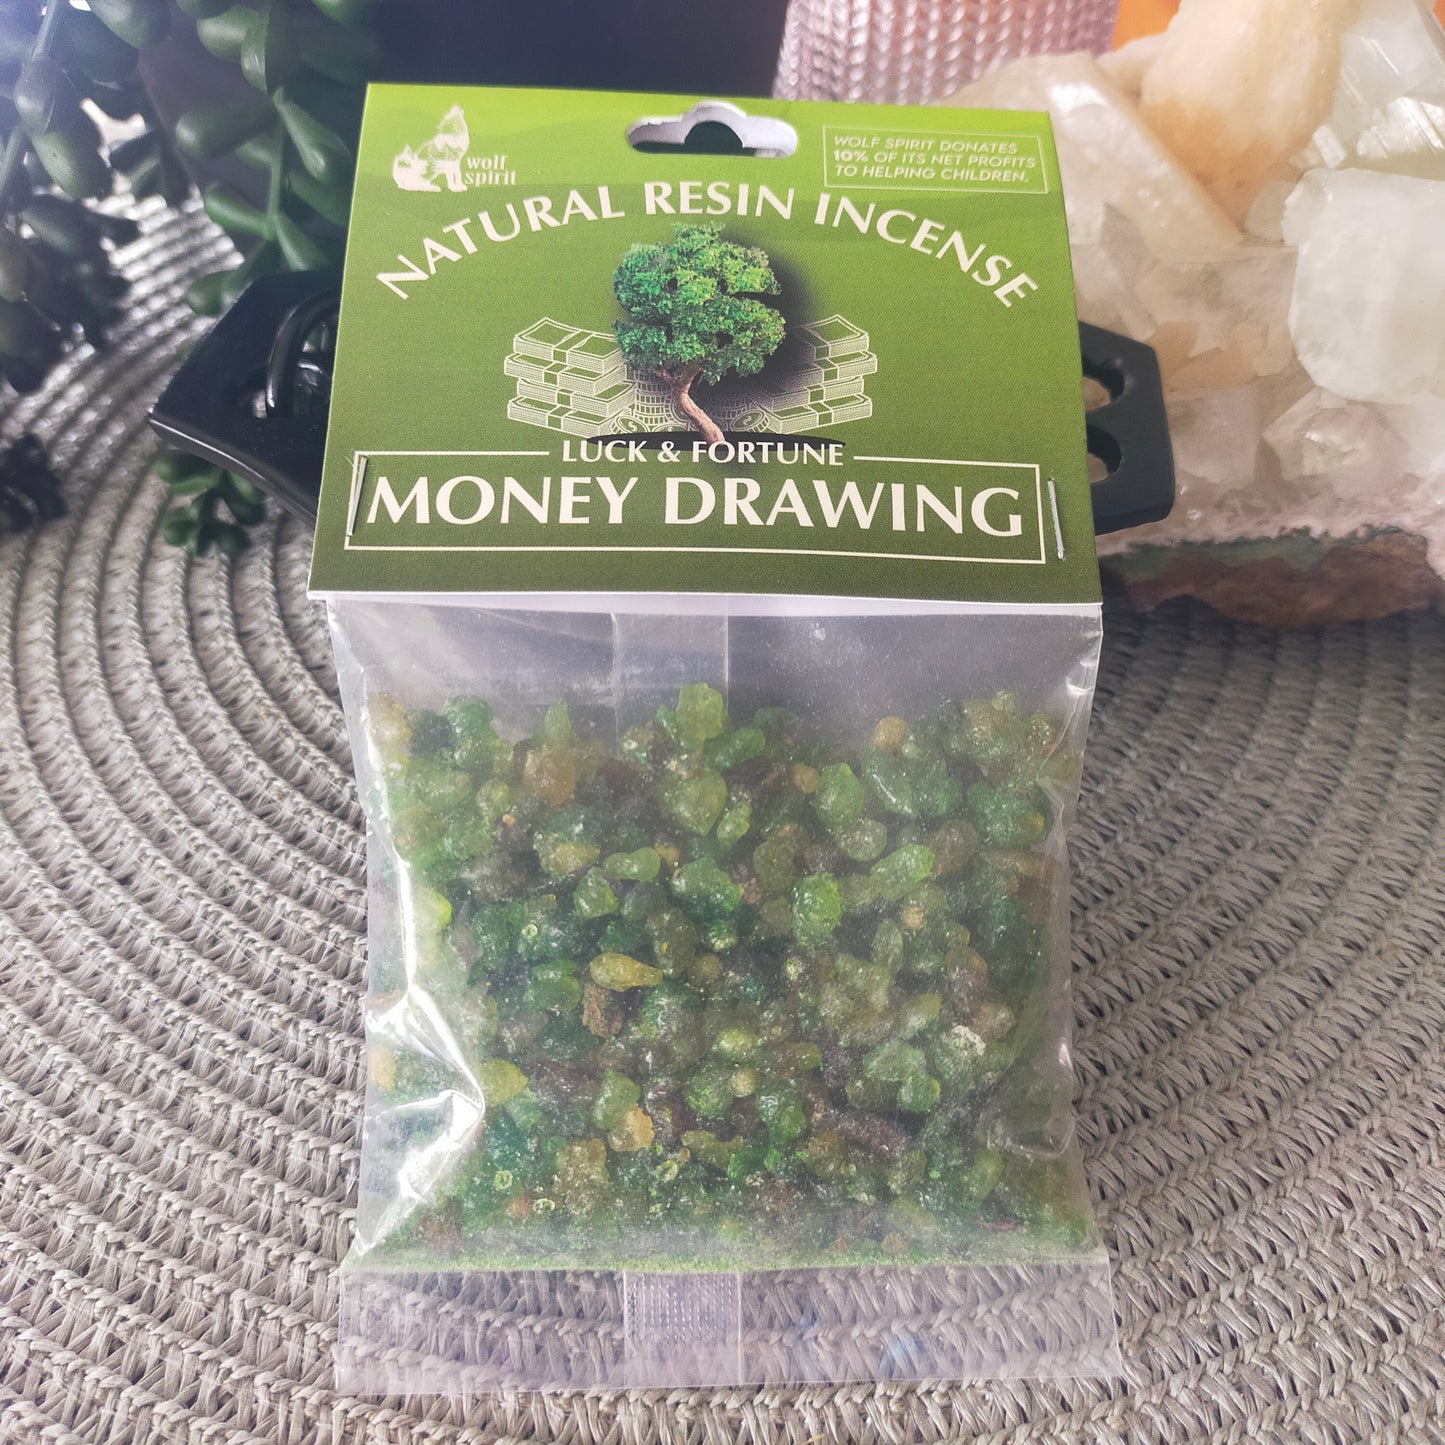 wolf
spirit
WOLF SPIRIT DONATES
10% OF ITS NET PROFITS
TO HELPING CHILDREN.
NATURAL RESIN INCENSE
LUCK & FORTUNE
MONEY DRAWING